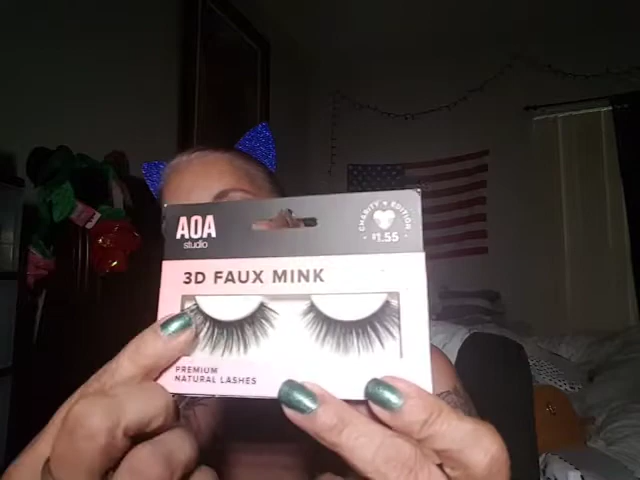 AOA
studio
CHARITY ♥ EDITION
$1.55
3D FAUX MINK
PREMIUM
NATURAL LASHES